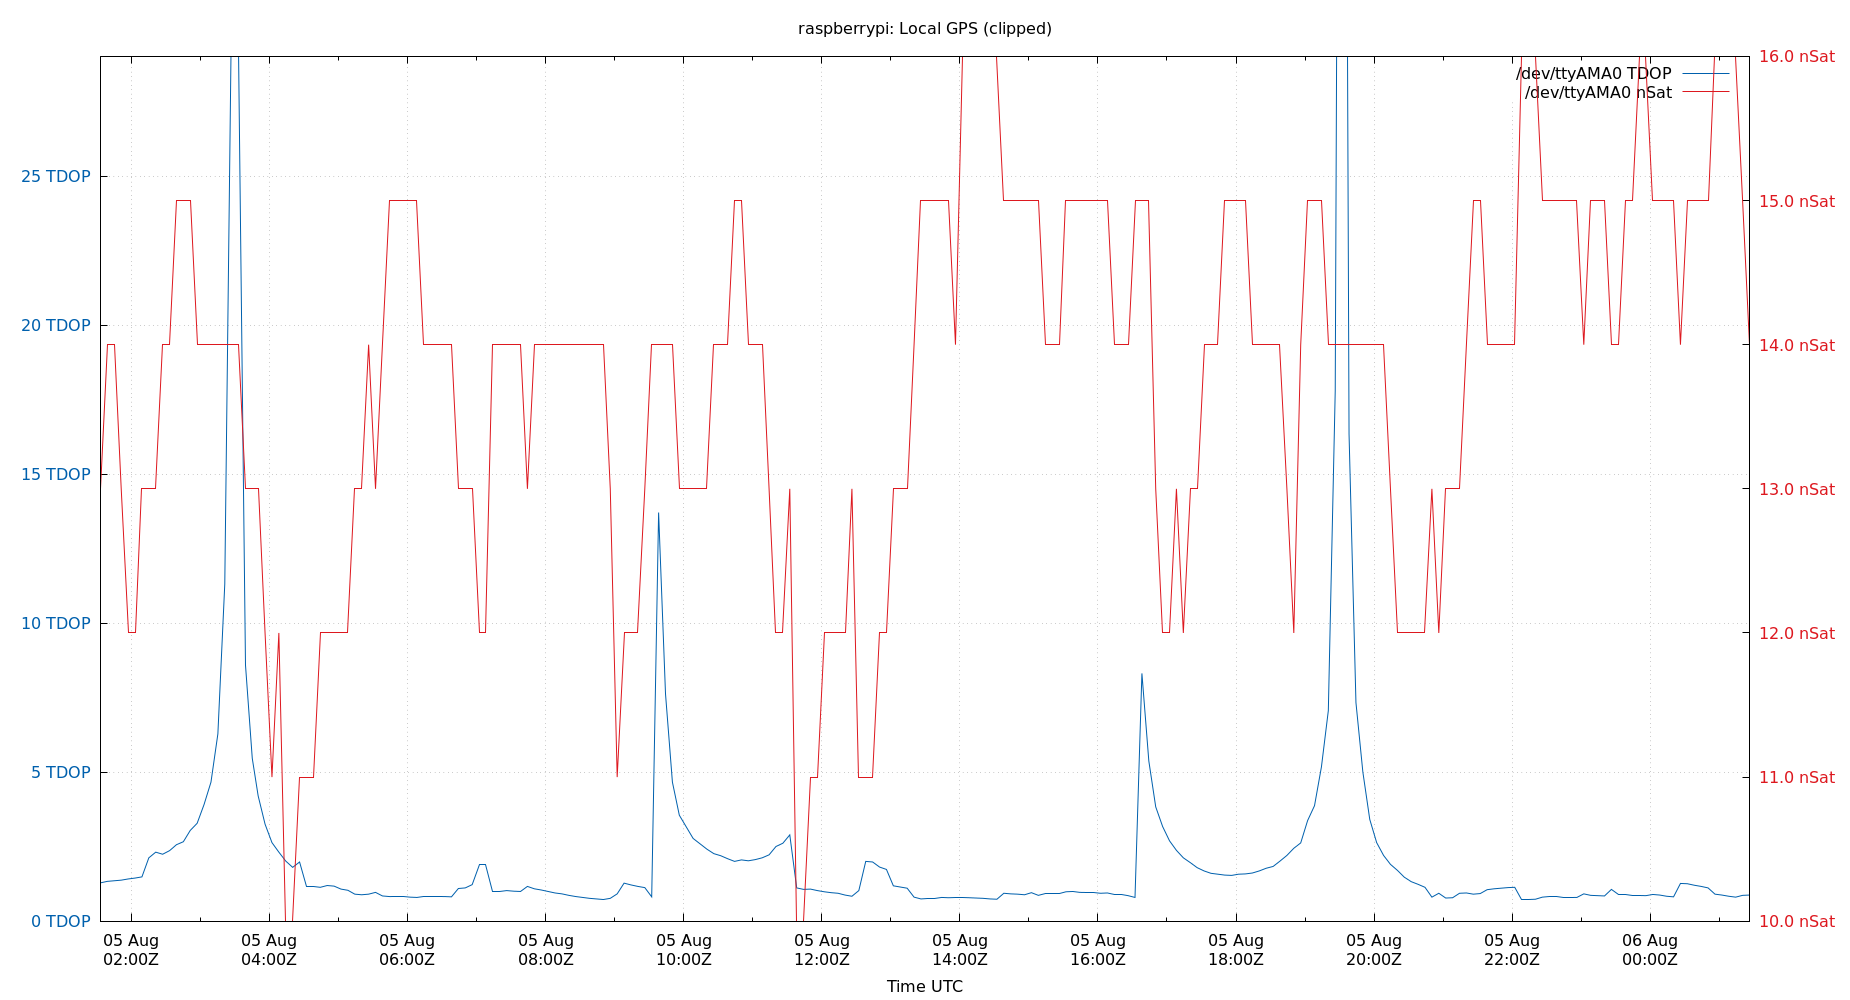 raspberrypi: Local GPS (clipped)
16.0 nSat
/dev/ttyAMA0 TDOP
/dev/ttyAMA0 nSat
25 TDOP
15.0 nSat
20 TDOP
14.0 nSat
15 TDOP
13.0 nSat
10 TDOP
12.0 nSat
5 TDOP
11.0 nSat
0 TDOP
10.0 nSat
05 Aug 05 Aug 05 Aug 05 Aug 05 Aug 05 Aug 05 Aug 05 Aug 05 Aug 05 Aug 05 Aug 06 Aug
02:00Z 04:00Z 06:00Z 08:00Z 10:00Z 12:00Z 14:00Z 16:00Z 18:00Z 20:00Z 22:00Z 00:00Z
Time UTC